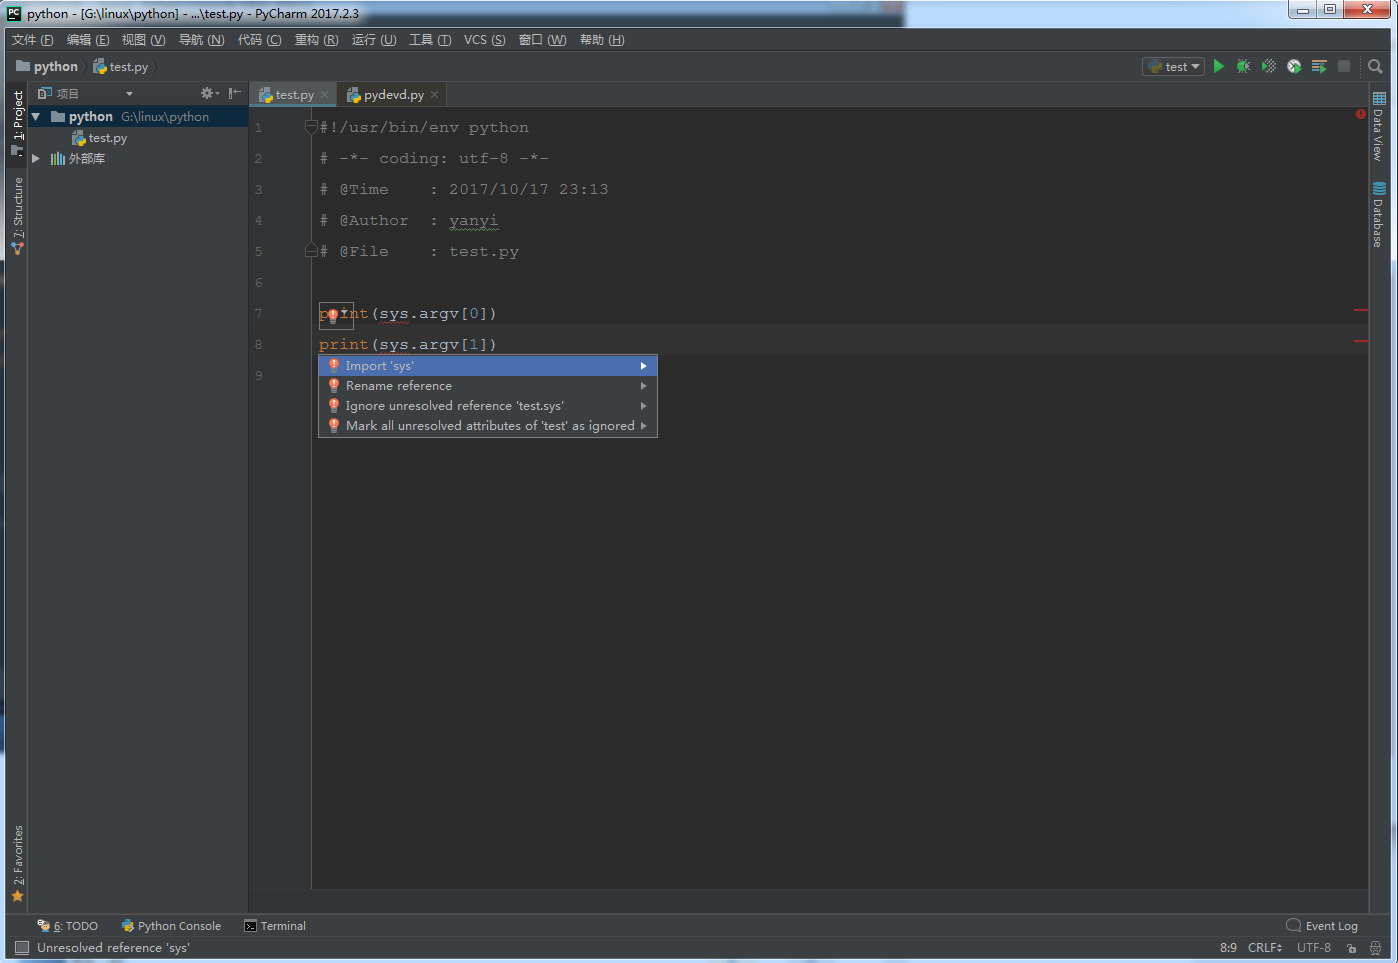 python - [G:\linux\python] - ...\test.py - PyCharm 2017.2.3
文件 (F) 编辑 (E) 视图 (V) 导航 (N) 代码 (C) 重构 (R) 运行 (U) 工具 (T) VCS (S) 窗口 (W) 帮助 (H)
python test.py test
项目 test.py pydevd.py
1: Project
7: Structure
2: Favorites
python G:\linux\python
test.py
外部库
1 #!/usr/bin/env python
2 # -*- coding: utf-8 -*-
3 # @Time    : 2017/10/17 23:13
4 # @Author  : yanyi
5 # @File    : test.py
6
7 print(sys.argv[0])
8 print(sys.argv[1])
9
Import 'sys'
Rename reference
Ignore unresolved reference 'test.sys'
Mark all unresolved attributes of 'test' as ignored
Data View
Database
6: TODO Python Console Terminal Event Log
Unresolved reference 'sys' 8:9 CRLF UTF-8